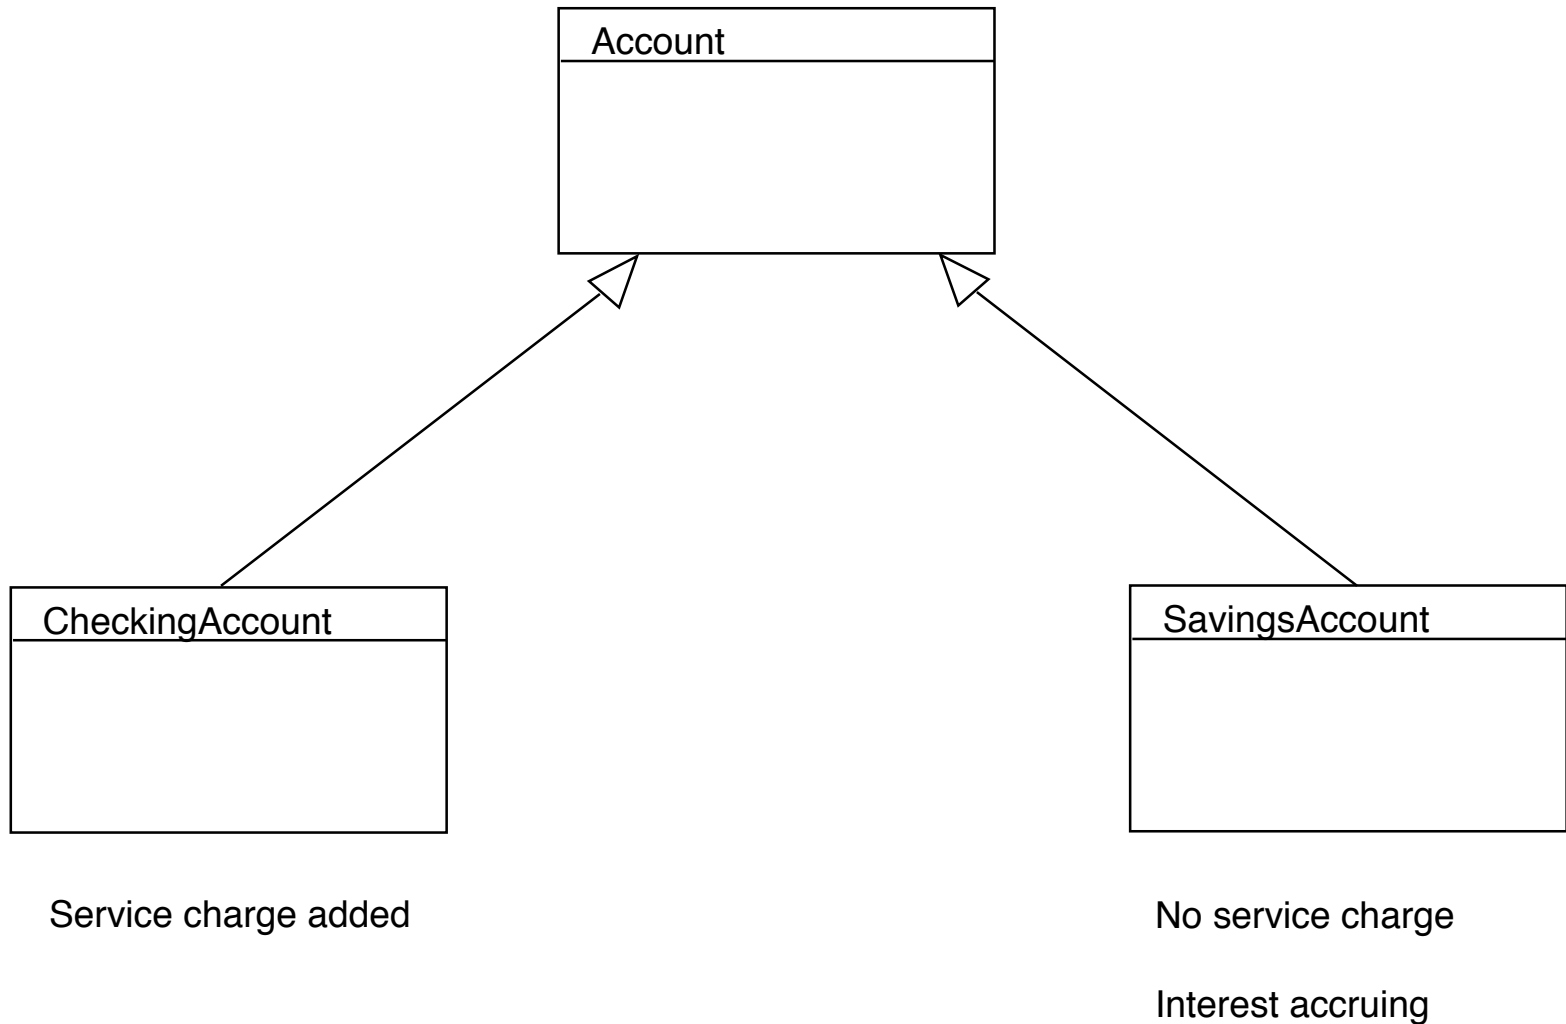 Account
CheckingAccount
SavingsAccount
Service charge added
No service charge
Interest accruing